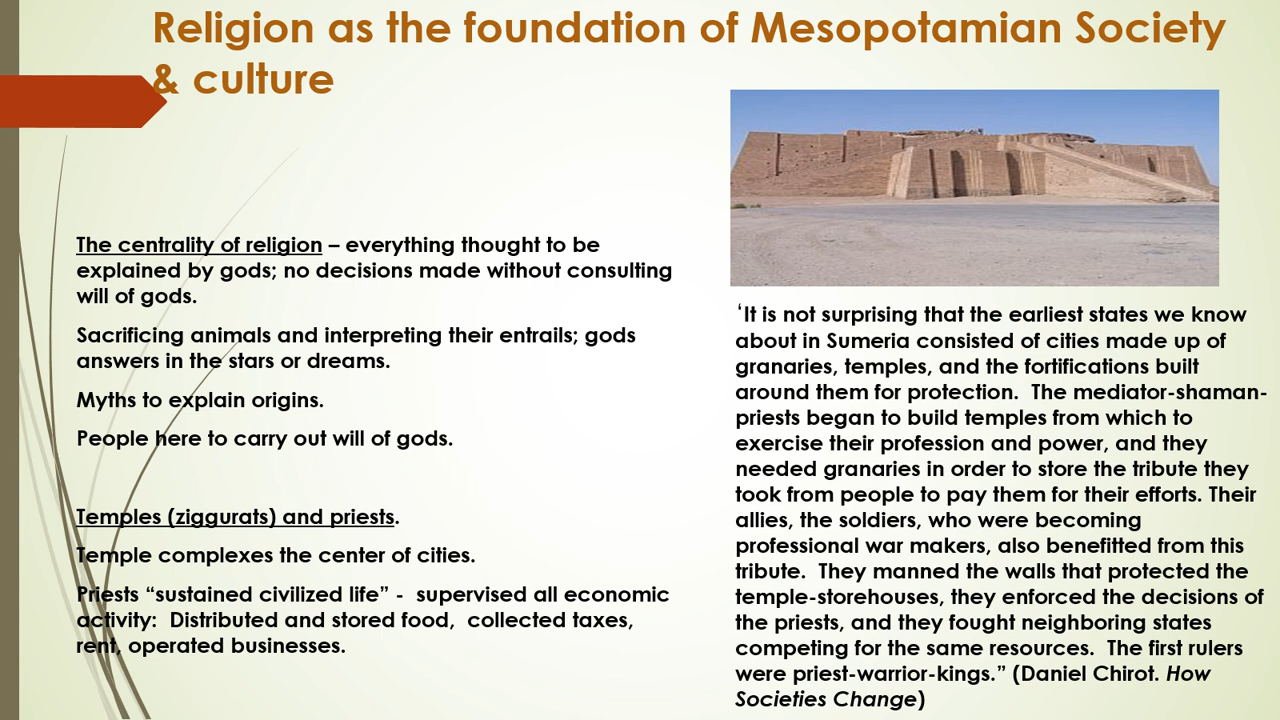 Religion as the foundation of Mesopotamian Society
& culture
The centrality of religion – everything thought to be
explained by gods; no decisions made without consulting
will of gods.
Sacrificing animals and interpreting their entrails; gods
answers in the stars or dreams.
Myths to explain origins.
People here to carry out will of gods.
Temples (ziggurats) and priests.
Temple complexes the center of cities.
Priests “sustained civilized life” -  supervised all economic
activity:  Distributed and stored food,  collected taxes,
rent, operated businesses.
‘It is not surprising that the earliest states we know
about in Sumeria consisted of cities made up of
granaries, temples, and the fortifications built
around them for protection.  The mediator-shaman-
priests began to build temples from which to
exercise their profession and power, and they
needed granaries in order to store the tribute they
took from people to pay them for their efforts. Their
allies, the soldiers, who were becoming
professional war makers, also benefitted from this
tribute.  They manned the walls that protected the
temple-storehouses, they enforced the decisions of
the priests, and they fought neighboring states
competing for the same resources.  The first rulers
were priest-warrior-kings.” (Daniel Chirot. How
Societies Change)